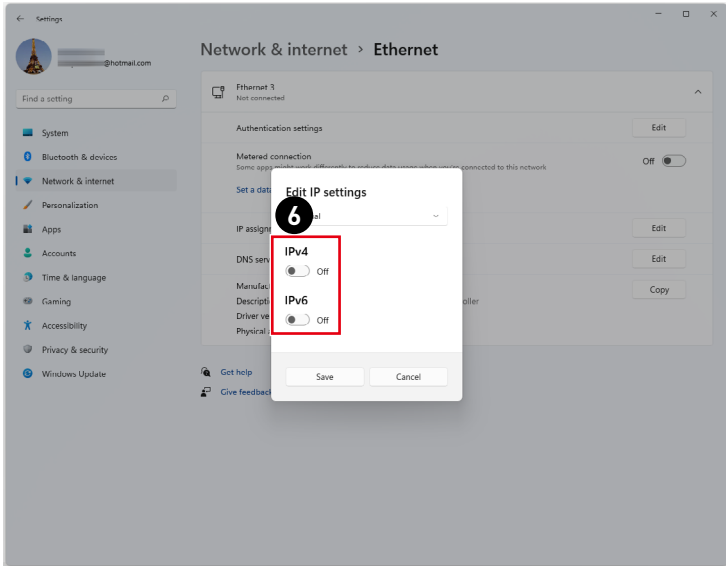 Settings
@hotmail.com
Find a setting
System
Bluetooth & devices
Network & internet
Personalization
Apps
Accounts
Time & language
Gaming
Accessibility
Privacy & security
Windows Update
Network & internet > Ethernet
Ethernet 3
Not connected
Authentication settings
Edit
Metered connection
Some apps might work differently to reduce data usage when you're connected to this network
Off
Set a data
IP assignm
Edit
DNS serv
Edit
Manufac
Copy
Descripti
oller
Driver ve
Physical a
Get help
Give feedback
Edit IP settings
6
al
IPv4
Off
IPv6
Off
Save
Cancel